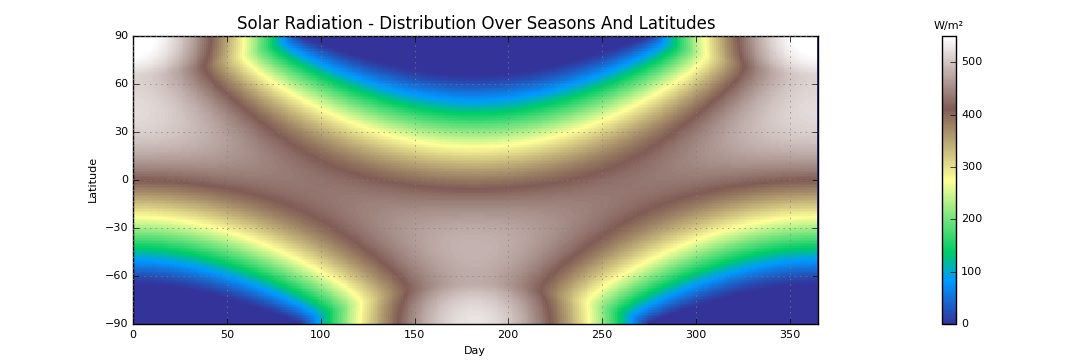 Solar Radiation - Distribution Over Seasons And Latitudes
W/m²
90
60
30
0
−30
−60
−90
Latitude
0 50 100 150 200 250 300 350
Day
500
400
300
200
100
0